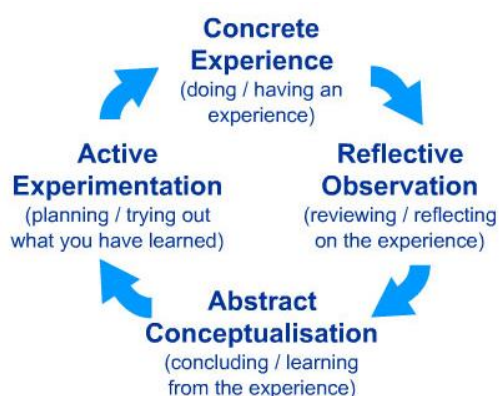 Concrete
Experience
(doing / having an
experience)
Reflective
Observation
(reviewing / reflecting
on the experience)
Abstract
Conceptualisation
(concluding / learning
from the experience)
Active
Experimentation
(planning / trying out
what you have learned)